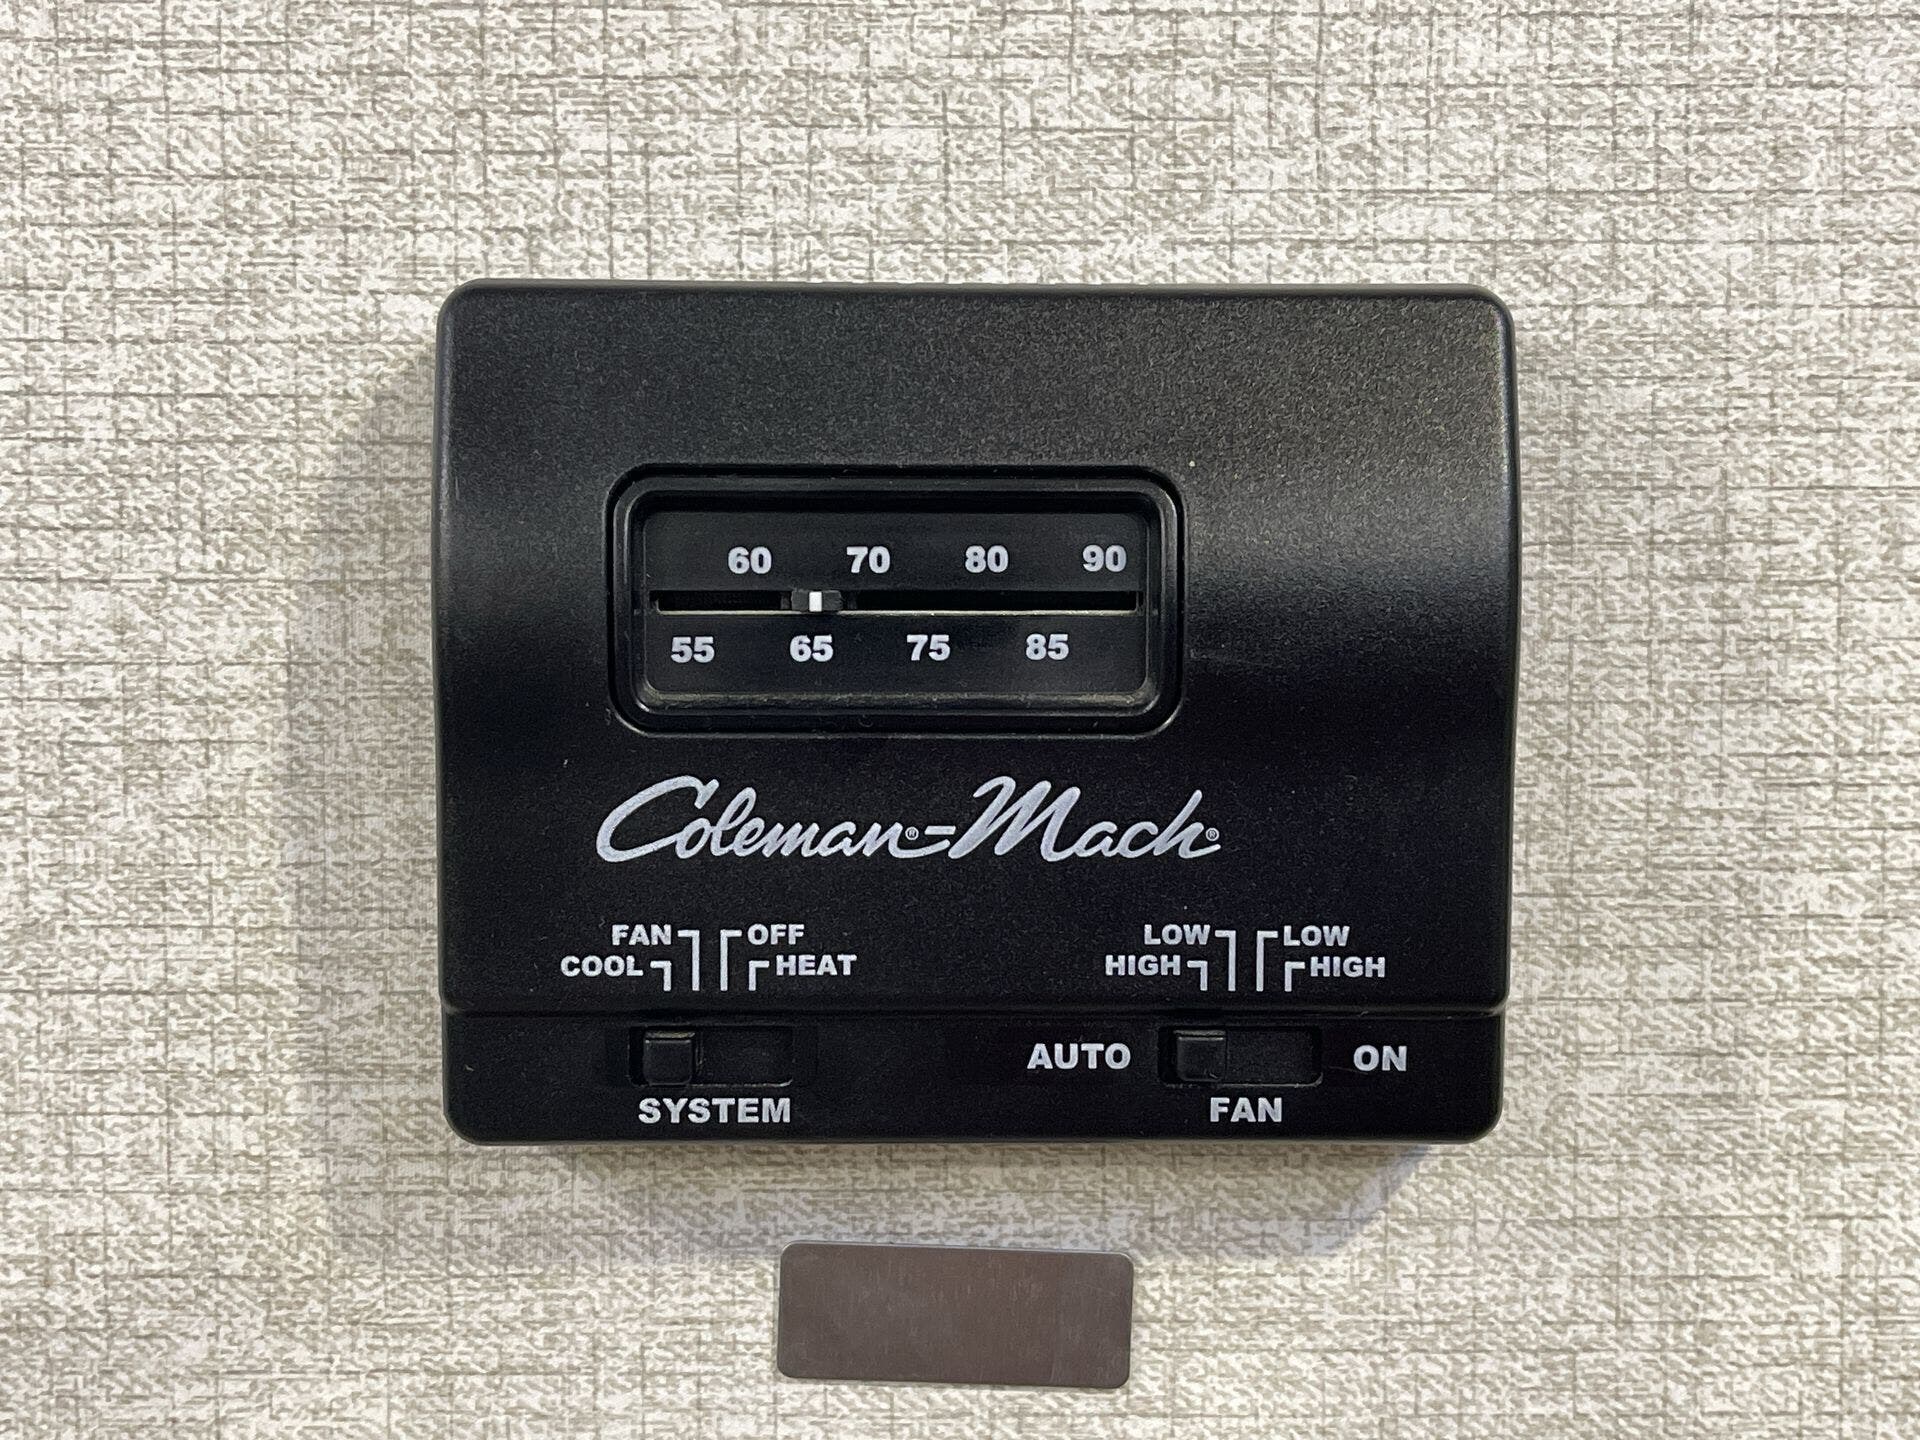 60 70 80 90
55 65 75 85
Coleman®-Mach®
FAN OFF LOW LOW
COOL HEAT HIGH HIGH
AUTO ON
SYSTEM FAN